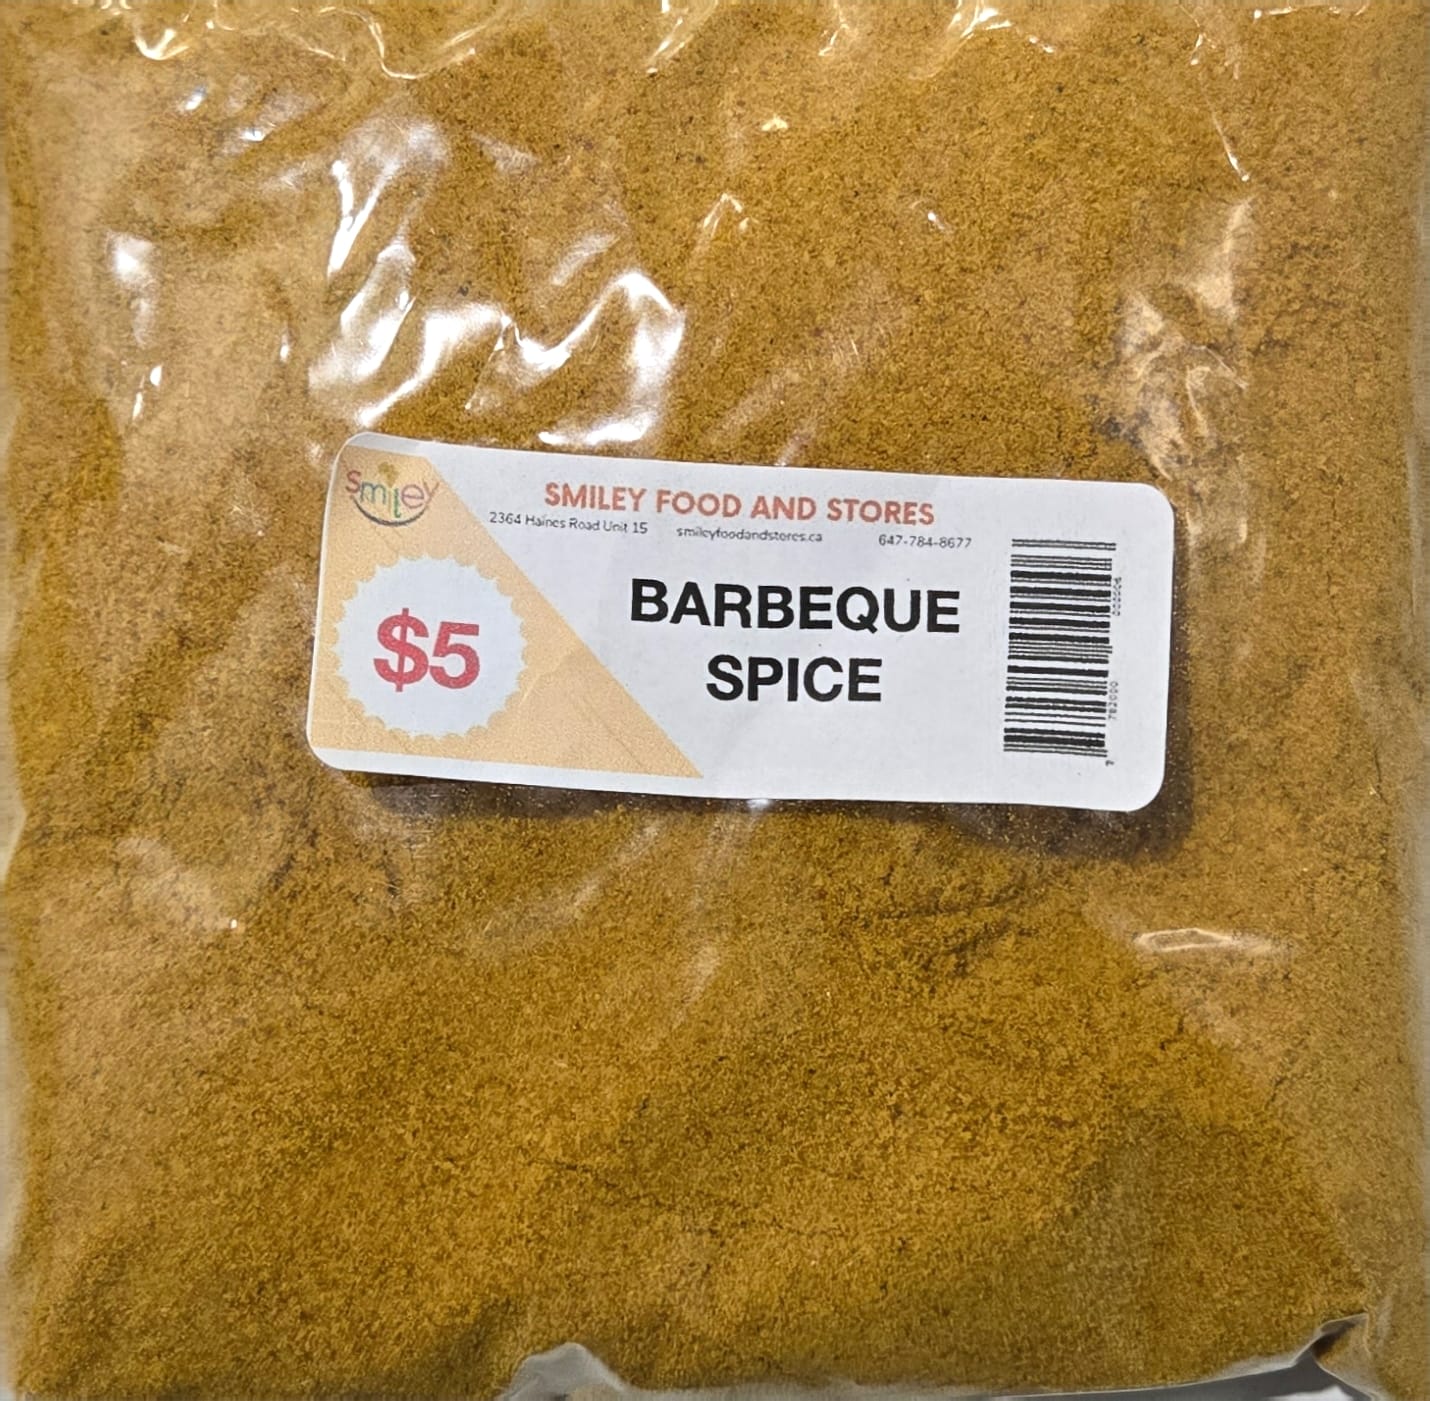 Smiley
SMILEY FOOD AND STORES
2364 Haines Road Unit 15 smileyfoodandstores.ca 647-784-8677
$5
BARBEQUE
SPICE